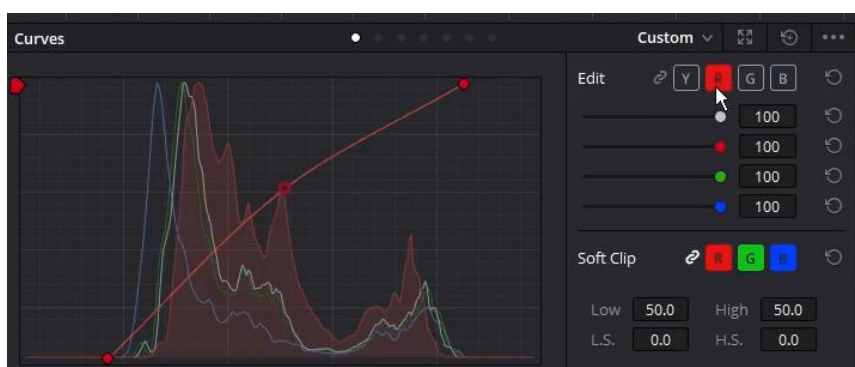 Curves
Custom
Edit Y R G B
100
100
100
100
Soft Clip R G B
Low 50.0 High 50.0
L.S. 0.0 H.S. 0.0